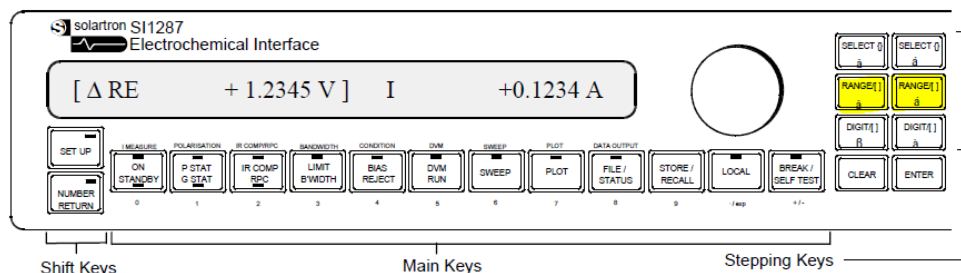 solartron SI1287
Electrochemical Interface
[ Δ RE + 1.2345 V ] I +0.1234 A
SELECT {} SELECT {}
á á
RANGE/[ ] RANGE/[ ]
á á
DIGIT/[ ] DIGIT/[ ]
ß à
CLEAR ENTER
SET UP
NUMBER
RETURN
I MEASURE POLARISATION IR COMP/RPC BANDWIDTH CONDITION DVM SWEEP PLOT DATA OUTPUT
ON
STANDBY
P STAT
G STAT
IR COMP
RPC
LIMIT
B'WIDTH
BIAS
REJECT
DVM
RUN
SWEEP
PLOT
FILE /
STATUS
STORE /
RECALL
LOCAL
BREAK /
SELF TEST
0 1 2 3 4 5 6 7 8 9 -/ exp +/-
Shift Keys Main Keys Stepping Keys